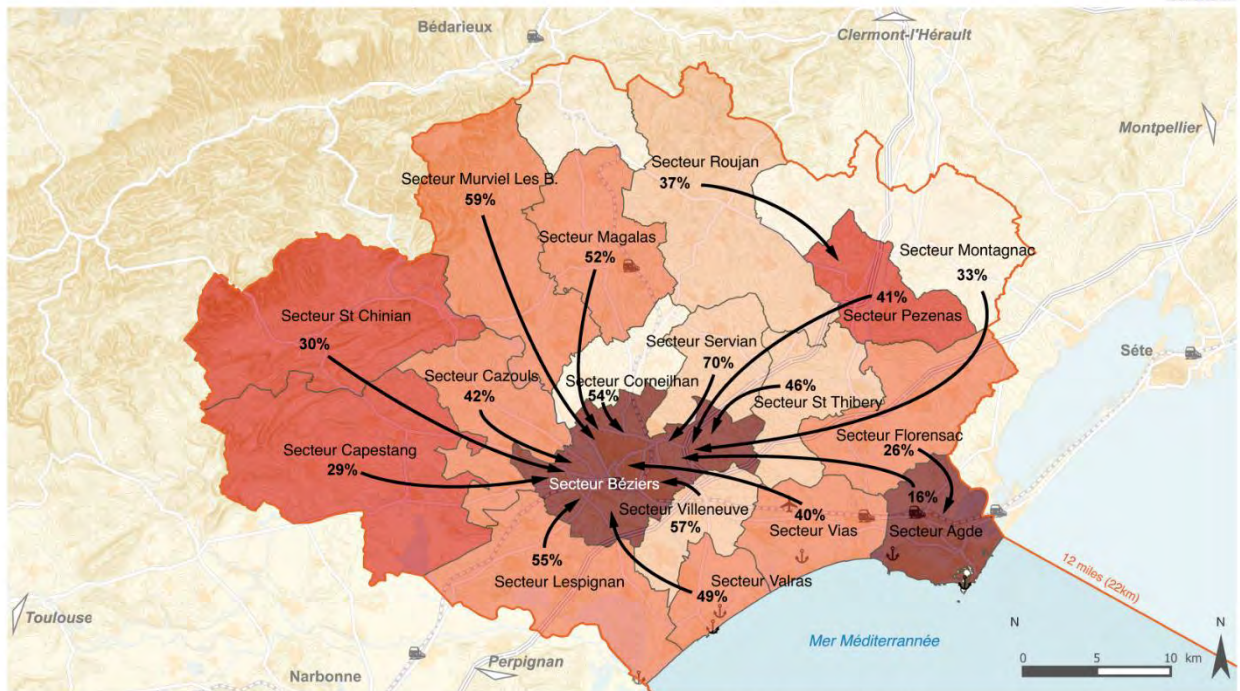 Bédarieux
Clermont-l'Hérault
Montpellier
Secteur Roujan
37%
Secteur Murviel Les B.
59%
Secteur Magalas
52%
Secteur Montagnac
33%
41%
Secteur Pezenas
Secteur St Chinian
30%
Secteur Servian
70%
Séte
Secteur Cazouls
42%
Secteur Corneilhan
54%
46%
Secteur St Thibery
Secteur Florensac
26%
Secteur Capestang
29%
Secteur Béziers
16%
Secteur Villeneuve
57%
40%
Secteur Vias
Secteur Agde
55%
Secteur Lespignan
Secteur Valras
49%
12 miles (22km)
Toulouse
Mer Méditerrannée
N
N
Narbonne
Perpignan
0 5 10 km